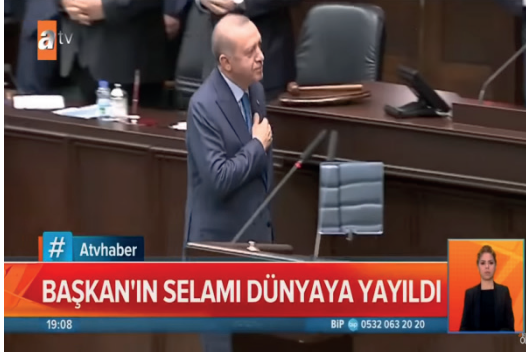 atv
# Atvhaber
BAŞKAN'IN SELAMI DÜNYAYA YAYILDI
19:08
BiP 0532 063 20 20